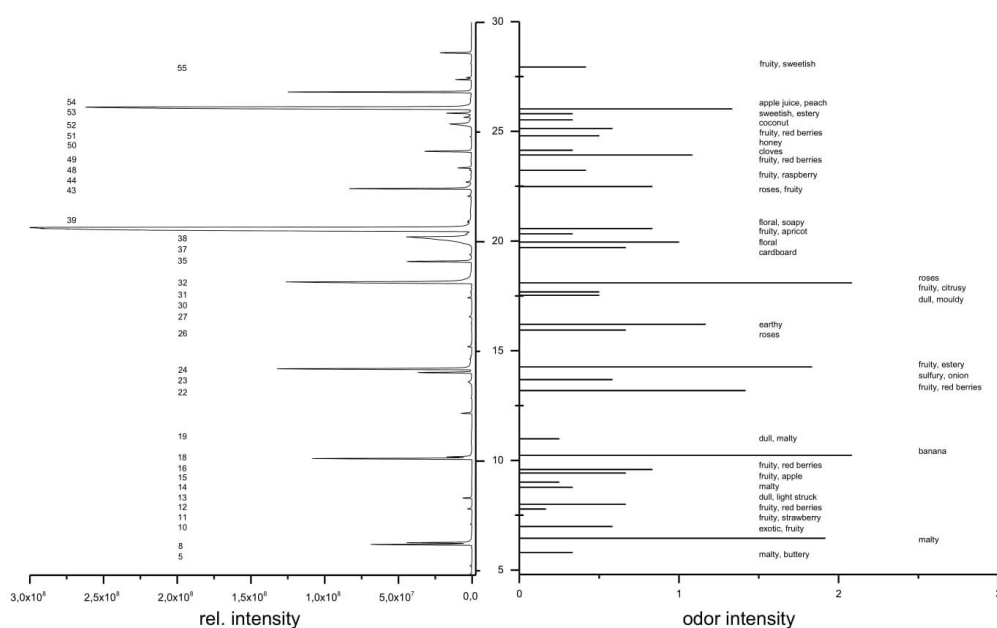 30
55
fruity, sweetish
54
apple juice, peach
53
sweetish, estery
52
coconut
25
51
fruity, red berries
50
honey
49
cloves
48
fruity, red berries
44
fruity, raspberry
43
roses, fruity
39
floral, soapy
38
fruity, apricot
20
37
floral
35
cardboard
32
roses
31
fruity, citrusy
30
dull, mouldy
27
earthy
26
roses
15
24
fruity, estery
23
sulfury, onion
22
fruity, red berries
19
dull, malty
18
banana
10
16
fruity, red berries
15
fruity, apple
14
malty
13
dull, light struck
12
fruity, red berries
11
fruity, strawberry
10
exotic, fruity
8
malty
5
malty, buttery
5
3,0x10⁸ 2,5x10⁸ 2,0x10⁸ 1,5x10⁸ 1,0x10⁸ 5,0x10⁷ 0,0
0 1 2 3
rel. intensity
odor intensity